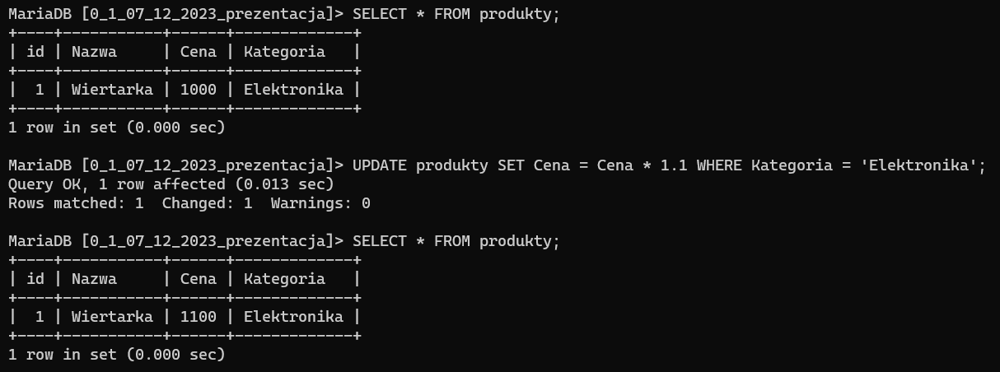 MariaDB [0_1_07_12_2023_prezentacja]> SELECT * FROM produkty;
+----+-----------+------+-------------+
| id | Nazwa     | Cena | Kategoria   |
+----+-----------+------+-------------+
|  1 | Wiertarka | 1000 | Elektronika |
+----+-----------+------+-------------+
1 row in set (0.000 sec)

MariaDB [0_1_07_12_2023_prezentacja]> UPDATE produkty SET Cena = Cena * 1.1 WHERE Kategoria = 'Elektronika';
Query OK, 1 row affected (0.013 sec)
Rows matched: 1  Changed: 1  Warnings: 0

MariaDB [0_1_07_12_2023_prezentacja]> SELECT * FROM produkty;
+----+-----------+------+-------------+
| id | Nazwa     | Cena | Kategoria   |
+----+-----------+------+-------------+
|  1 | Wiertarka | 1100 | Elektronika |
+----+-----------+------+-------------+
1 row in set (0.000 sec)